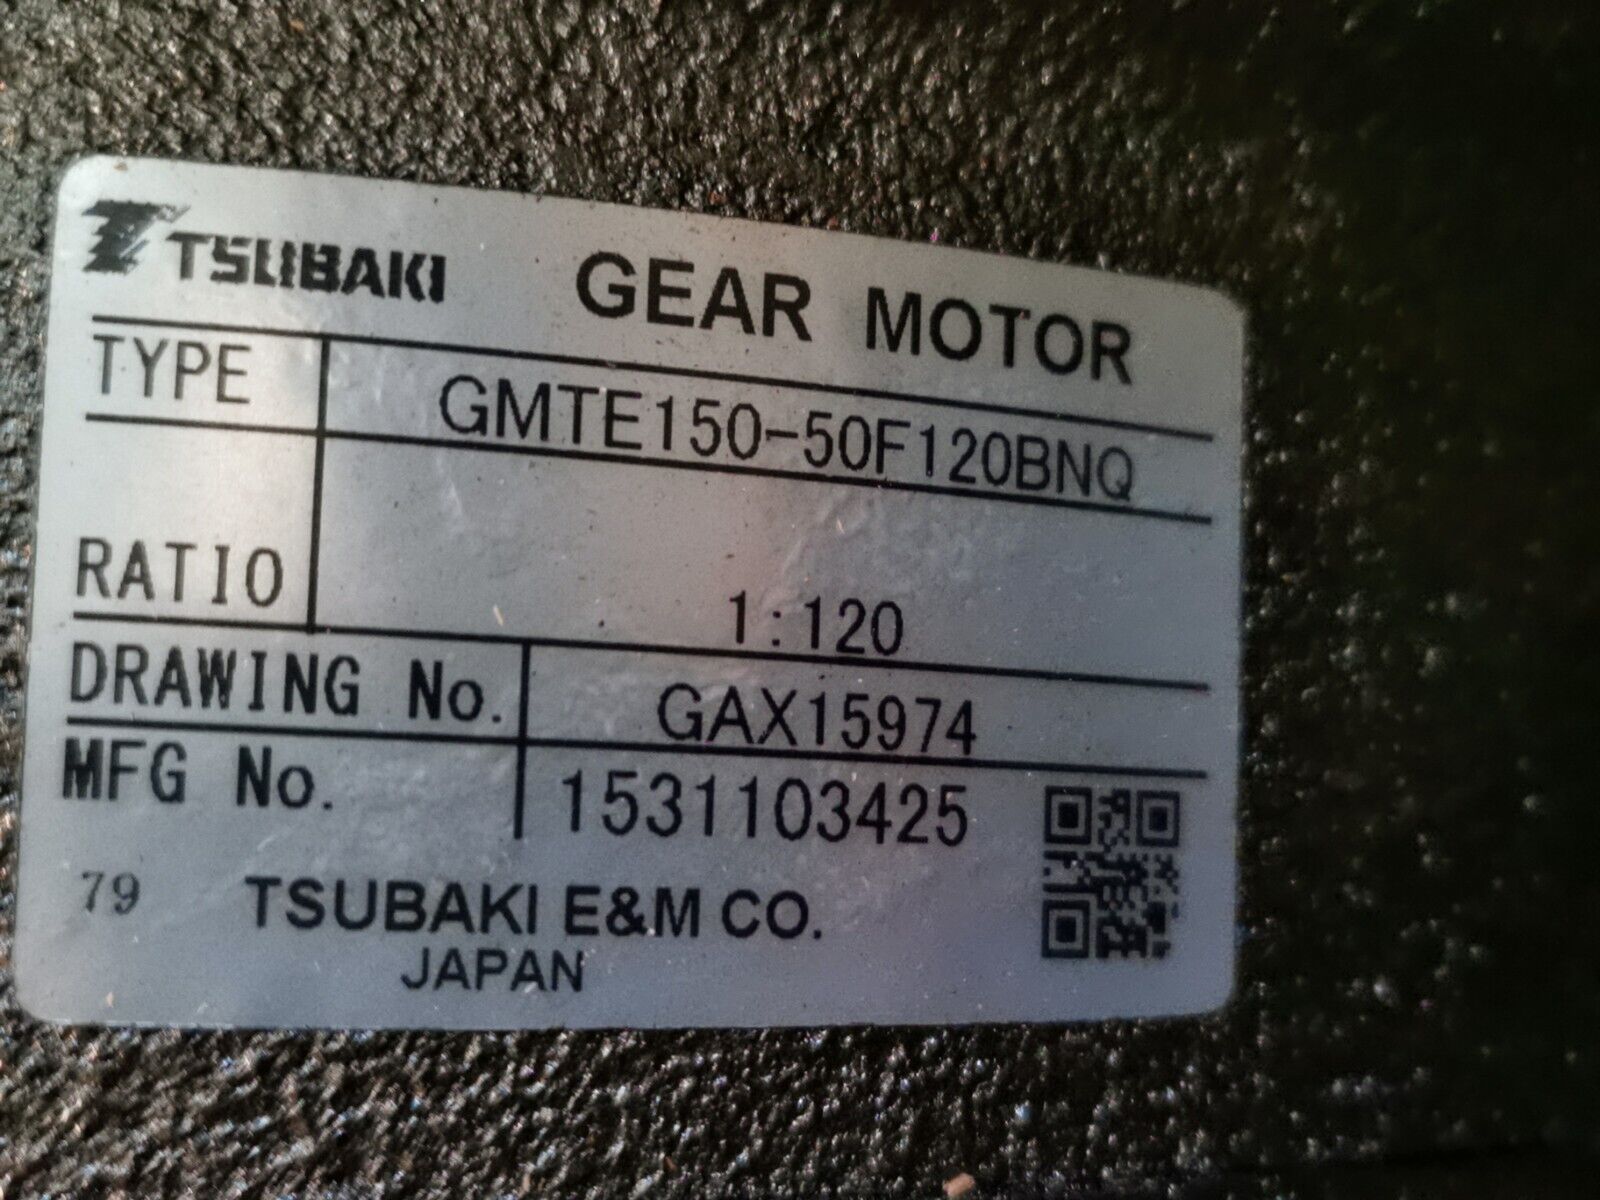 TSUBAKI GEAR MOTOR
TYPE GMTE150-50F120BNQ
RATIO 1:120
DRAWING No. GAX15974
MFG No. 1531103425
79 TSUBAKI E&M CO.
JAPAN